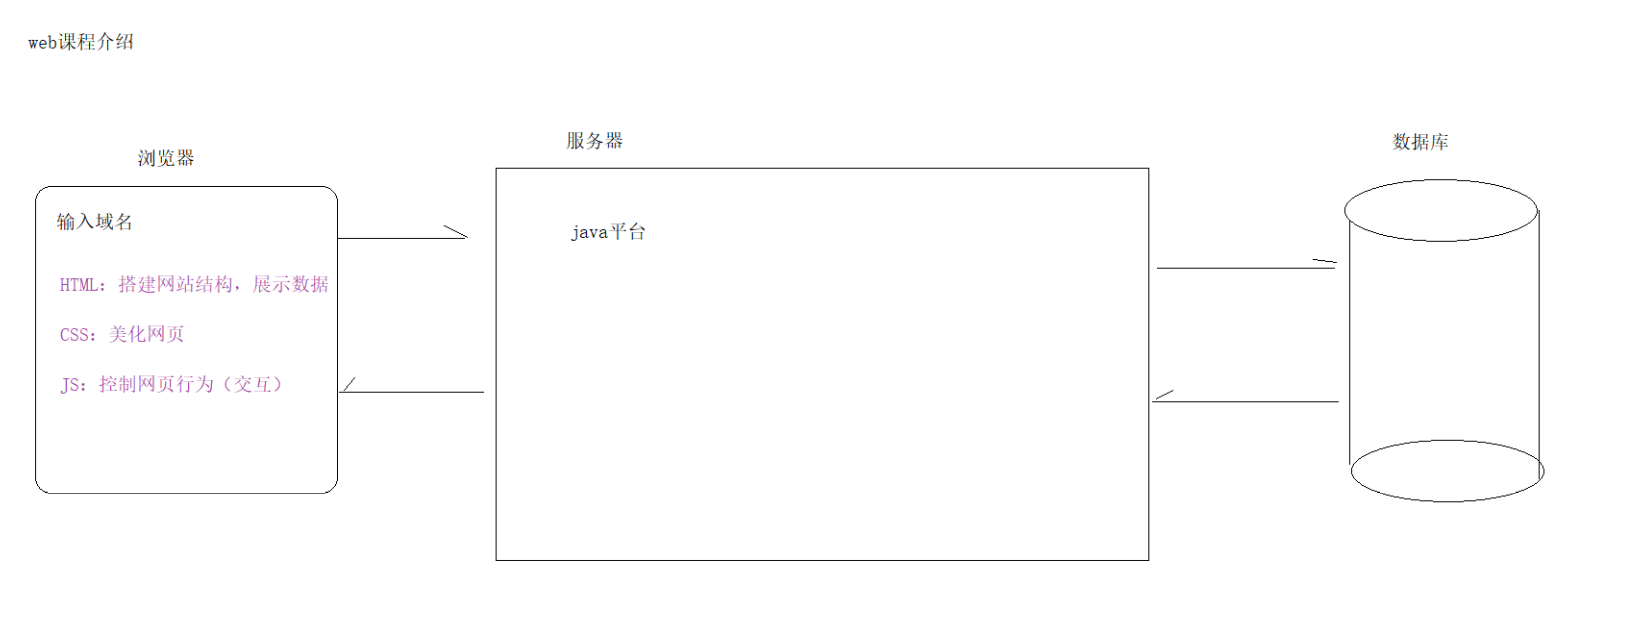 web课程介绍
浏览器
服务器
数据库
输入域名
java平台
HTML：搭建网站结构，展示数据
CSS：美化网页
JS：控制网页行为（交互）